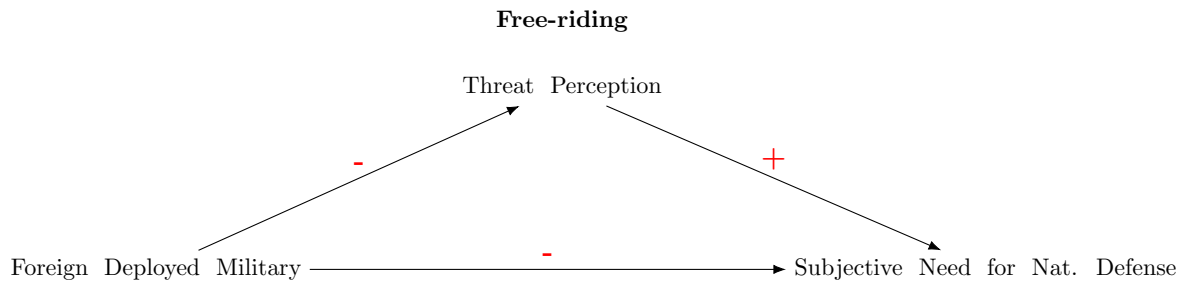 Free-riding
Threat Perception
-
+
-
Foreign Deployed Military
Subjective Need for Nat. Defense